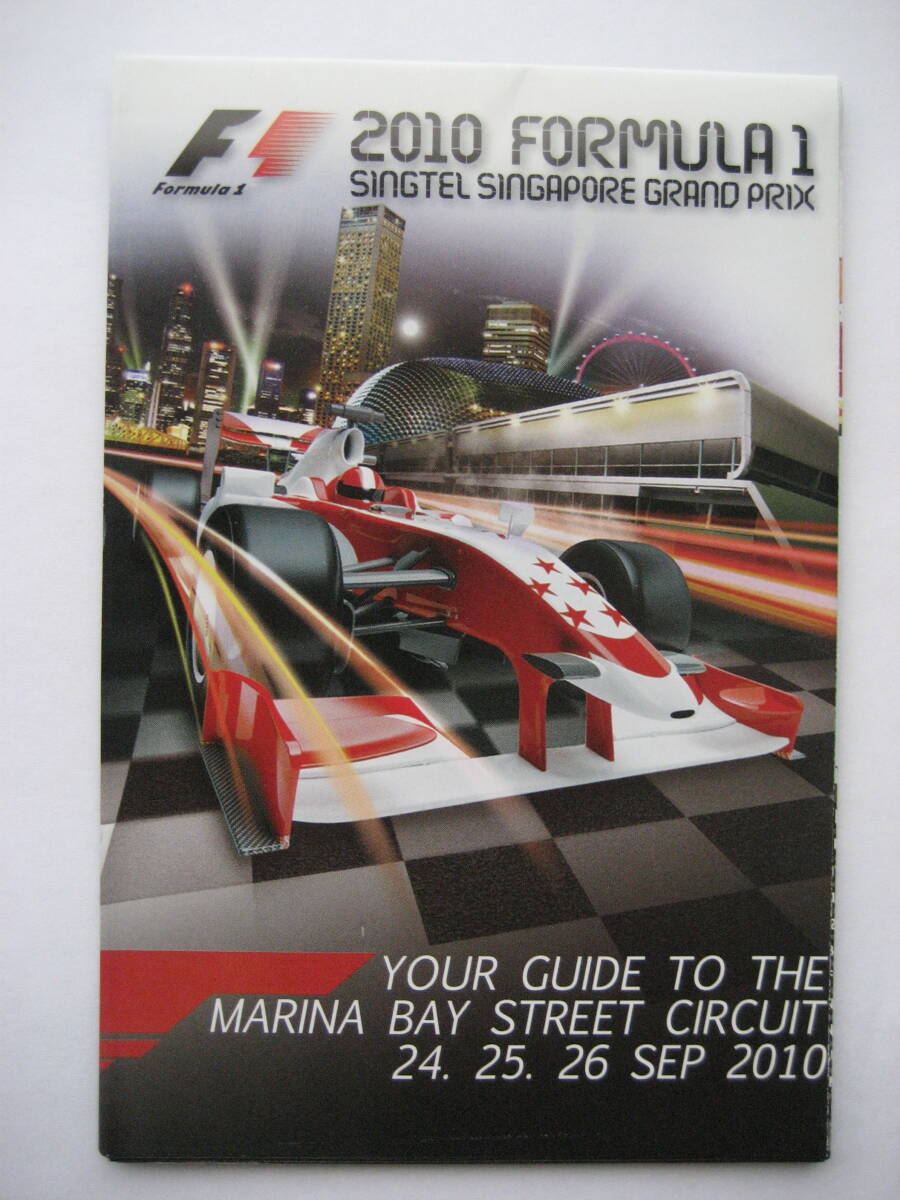 2010 FORMULA 1
SINGTEL SINGAPORE GRAND PRIX
F1
Formula 1
YOUR GUIDE TO THE
MARINA BAY STREET CIRCUIT
24. 25. 26 SEP 2010